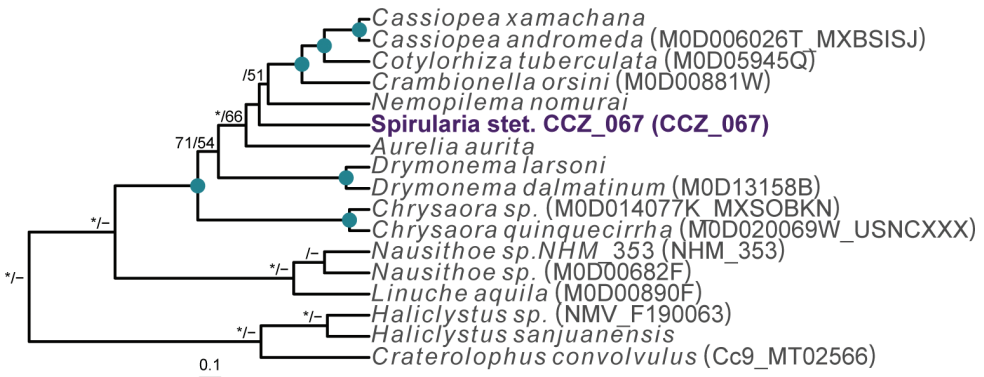 Cassiopea xamachana
Cassiopea andromeda (M0D006026T_MXBSISJ)
Cotylorhiza tuberculata (M0D05945Q)
/51
Crambionella orsini (M0D00881W)
Nemopilema nomurai
*/66
Spirularia stet. CCZ_067 (CCZ_067)
71/54
Aurelia aurita
Drymonema larsoni
Drymonema dalmatinum (M0D13158B)
Chrysaora sp. (M0D014077K_MXSOBKN)
*/–
Chrysaora quinquecirrha (M0D020069W_USNCXXX)
/–
Nausithoe sp.NHM_353 (NHM_353)
*/–
*/–
Nausithoe sp. (M0D00682F)
Linuche aquila (M0D00890F)
*/–
Haliclystus sp. (NMV_F190063)
*/–
Haliclystus sanjuanensis
Craterolophus convolvulus (Cc9_MT02566)
0.1